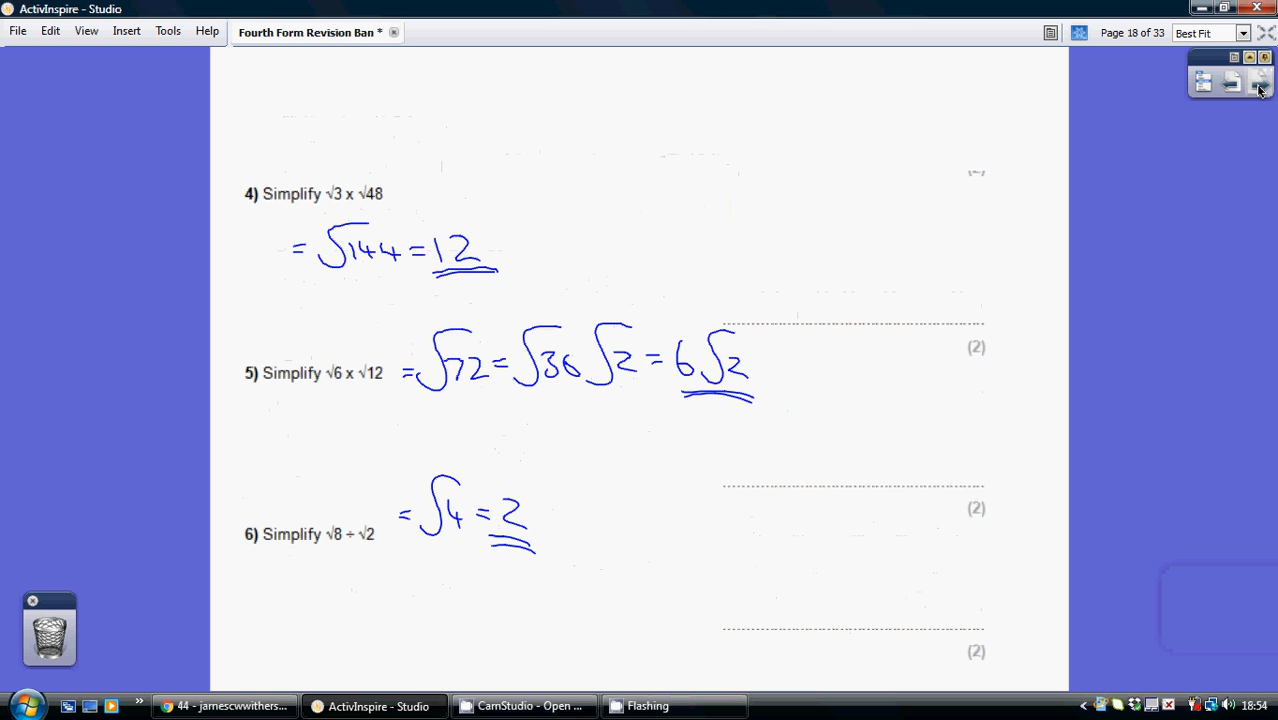 ActivInspire - Studio
File Edit View Insert Tools Help
Fourth Form Revision Ban *
Page 18 of 33
Best Fit
(2)
4) Simplify √3 x √48
= √144 = 12
(2)
5) Simplify √6 x √12 = √72 = √36 √2 = 6√2
(2)
6) Simplify √8 ÷ √2 = √4 = 2
(2)
44 - jamescwwithers...
ActivInspire - Studio
CamStudio - Open ...
Flashing
18:54